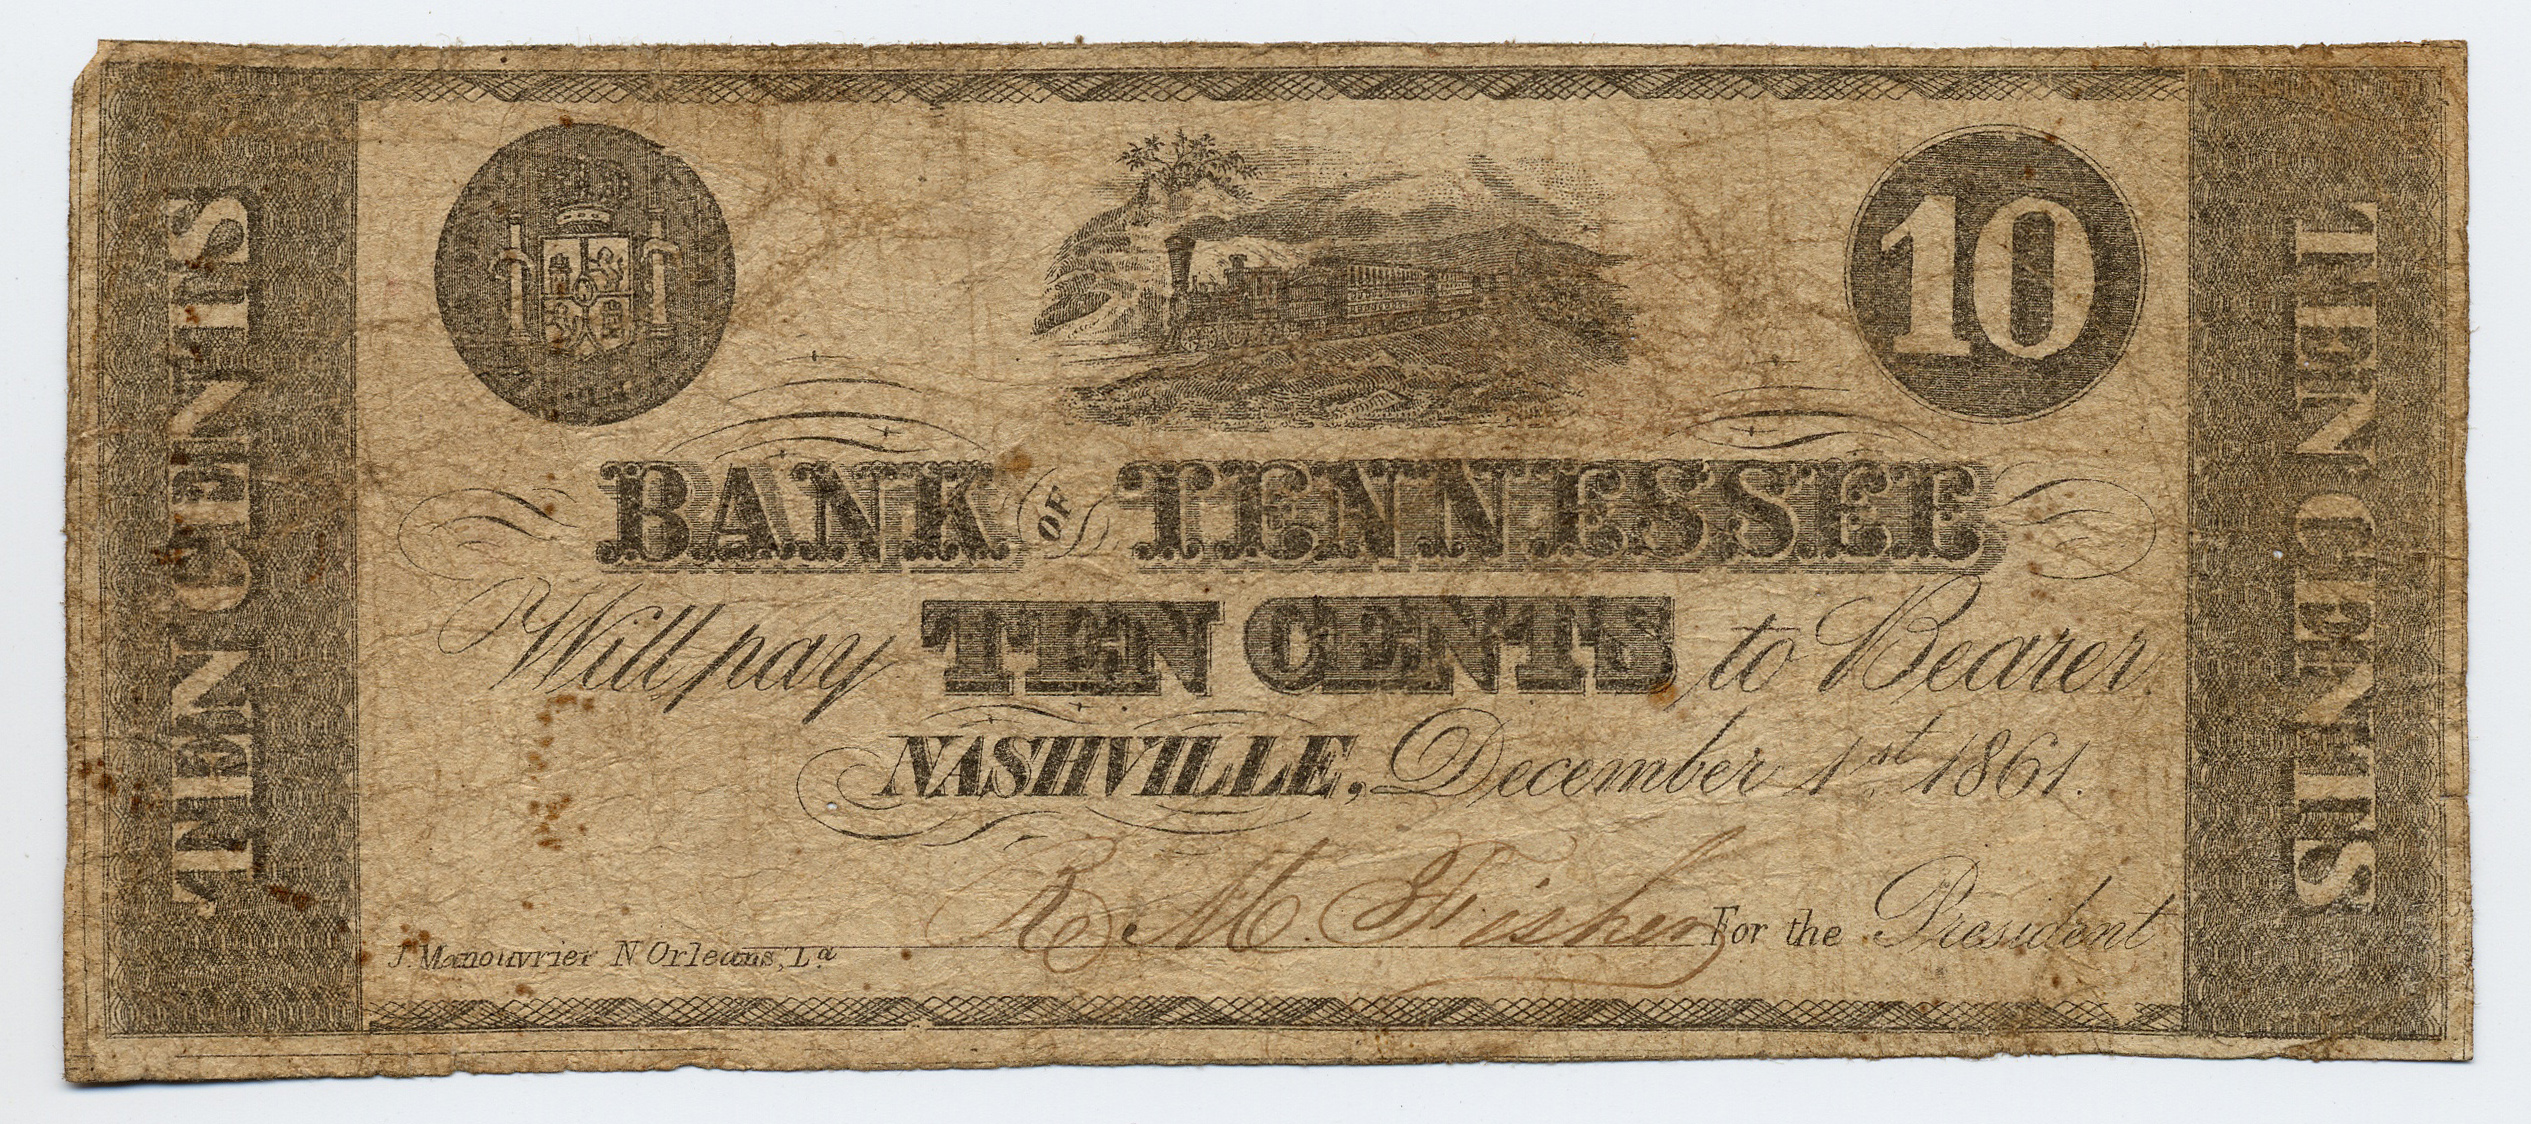 TEN CENTS
10
BANK OF TENNESSEE
Will pay TEN CENTS to Bearer.
NASHVILLE, December 1st 1861.
R. M. Fisher For the President
J. Manouvrier N Orleans, La
TEN CENTS